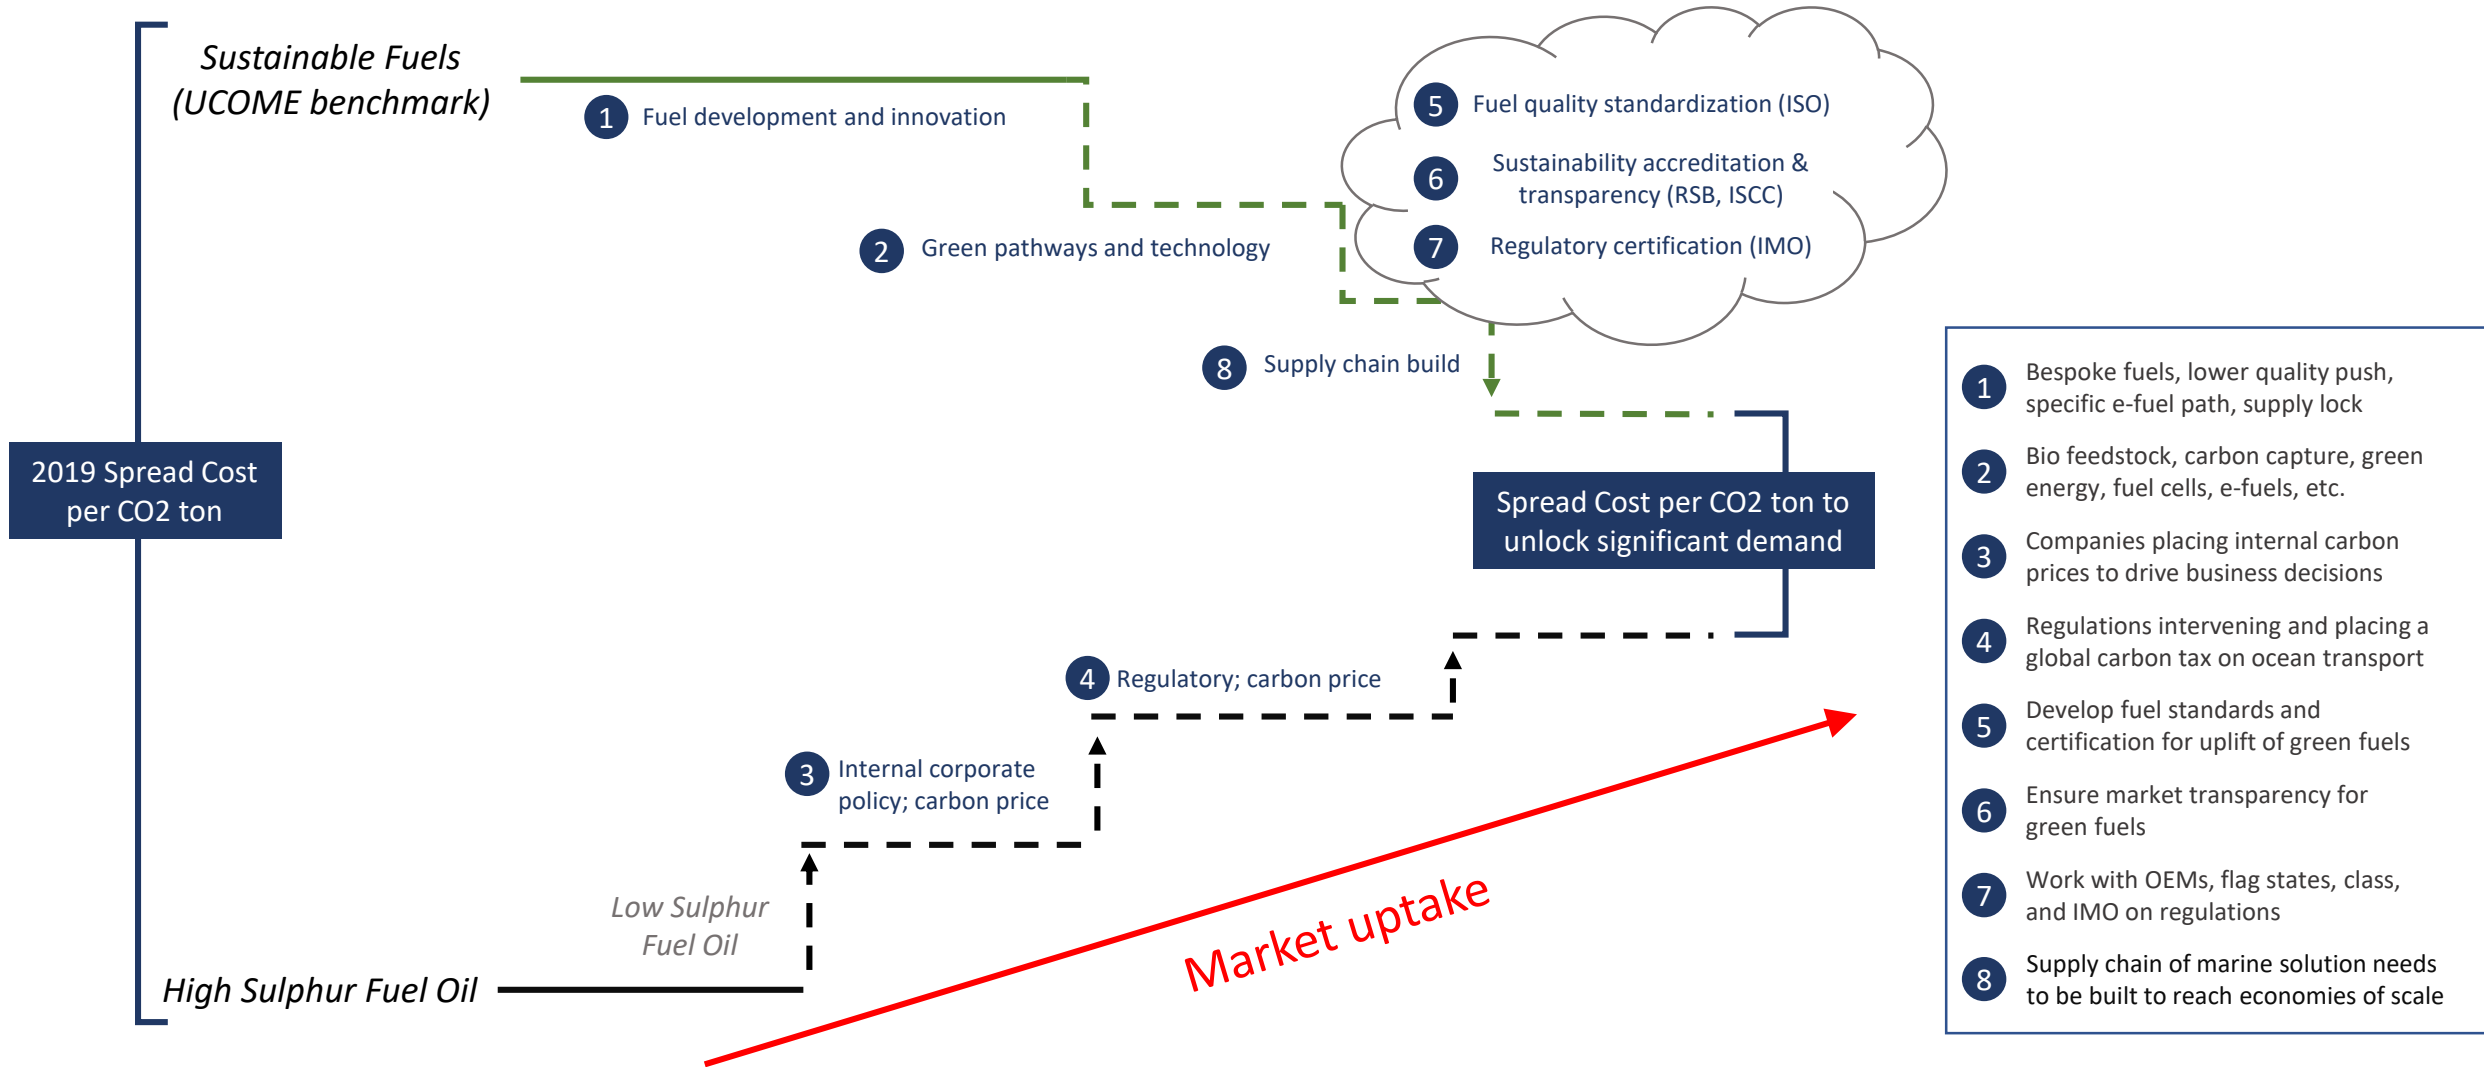 Sustainable Fuels
(UCOME benchmark)
1 Fuel development and innovation
2 Green pathways and technology
5 Fuel quality standardization (ISO)
6 Sustainability accreditation &
transparency (RSB, ISCC)
7 Regulatory certification (IMO)
8 Supply chain build
2019 Spread Cost
per CO2 ton
Spread Cost per CO2 ton to
unlock significant demand
4 Regulatory; carbon price
3 Internal corporate
policy; carbon price
Low Sulphur
Fuel Oil
High Sulphur Fuel Oil
Market uptake
1 Bespoke fuels, lower quality push,
specific e-fuel path, supply lock
2 Bio feedstock, carbon capture, green
energy, fuel cells, e-fuels, etc.
3 Companies placing internal carbon
prices to drive business decisions
4 Regulations intervening and placing a
global carbon tax on ocean transport
5 Develop fuel standards and
certification for uplift of green fuels
6 Ensure market transparency for
green fuels
7 Work with OEMs, flag states, class,
and IMO on regulations
8 Supply chain of marine solution needs
to be built to reach economies of scale